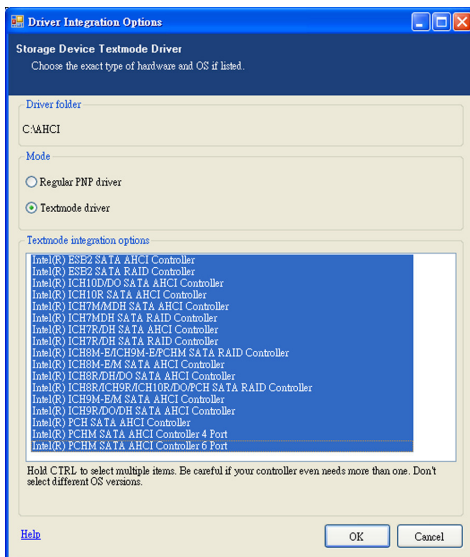 Driver Integration Options
Storage Device Textmode Driver
Choose the exact type of hardware and OS if listed.
Driver folder
C:\AHCI
Mode
Regular PNP driver
Textmode driver
Textmode integration options
Intel(R) ESB2 SATA AHCI Controller
Intel(R) ESB2 SATA RAID Controller
Intel(R) ICH10D/DO SATA AHCI Controller
Intel(R) ICH10R SATA AHCI Controller
Intel(R) ICH7M/MDH SATA AHCI Controller
Intel(R) ICH7MDH SATA RAID Controller
Intel(R) ICH7R/DH SATA AHCI Controller
Intel(R) ICH7R/DH SATA RAID Controller
Intel(R) ICH8M-E/ICH9M-E/PCHM SATA RAID Controller
Intel(R) ICH8M-E/M SATA AHCI Controller
Intel(R) ICH8R/DH/DO SATA AHCI Controller
Intel(R) ICH8R/ICH9R/ICH10R/DO/PCH SATA RAID Controller
Intel(R) ICH9M-E/M SATA AHCI Controller
Intel(R) ICH9R/DO/DH SATA AHCI Controller
Intel(R) PCH SATA AHCI Controller
Intel(R) PCHM SATA AHCI Controller 4 Port
Intel(R) PCHM SATA AHCI Controller 6 Port
Hold CTRL to select multiple items. Be careful if your controller even needs more than one. Don't
select different OS versions.
Help
OK
Cancel